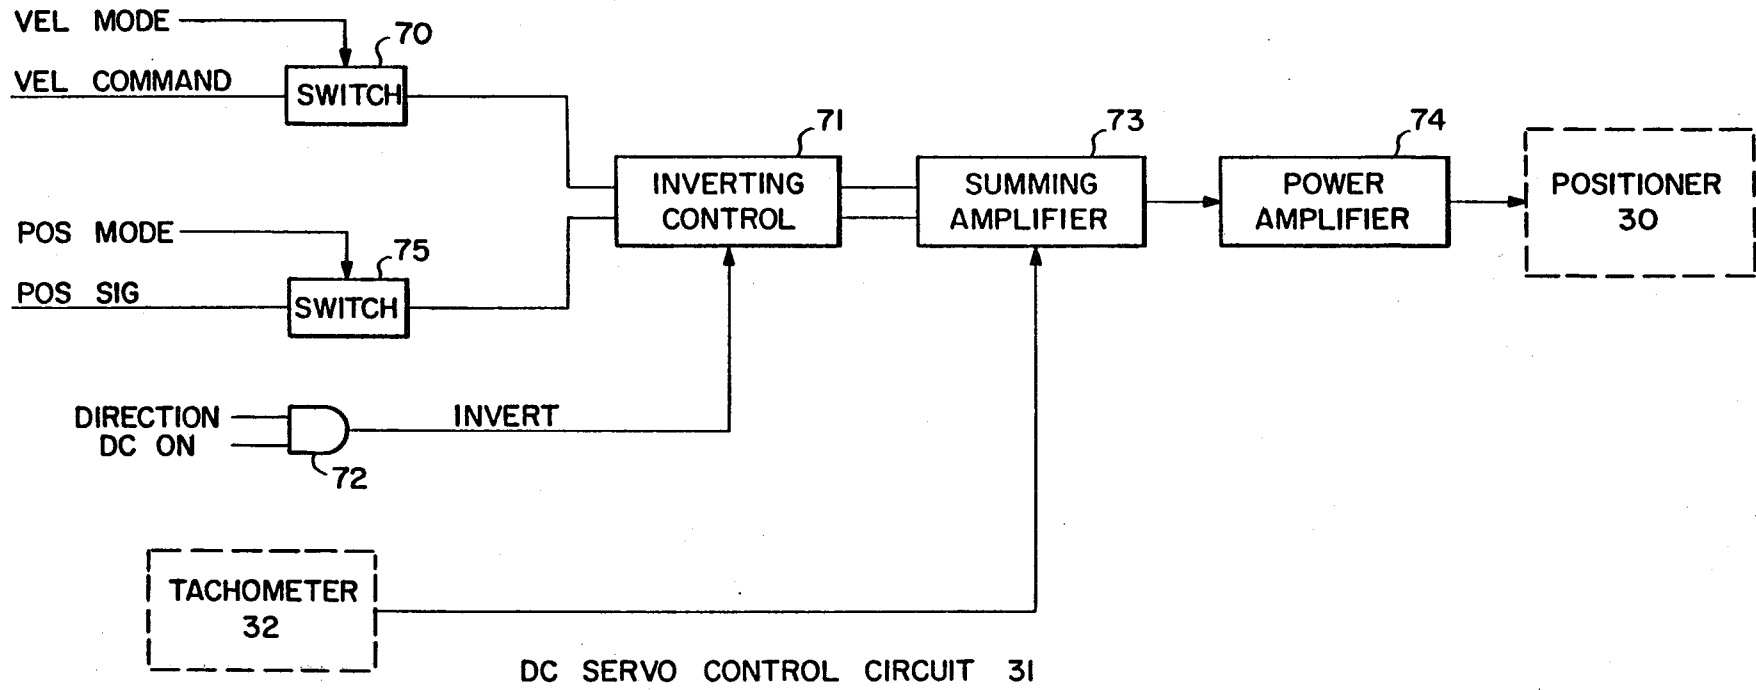 VEL MODE
70
VEL COMMAND
SWITCH
71
73
74
INVERTING
CONTROL
SUMMING
AMPLIFIER
POWER
AMPLIFIER
POSITIONER
30
POS MODE
75
POS SIG
SWITCH
DIRECTION
DC ON
INVERT
72
TACHOMETER
32
DC SERVO CONTROL CIRCUIT 31